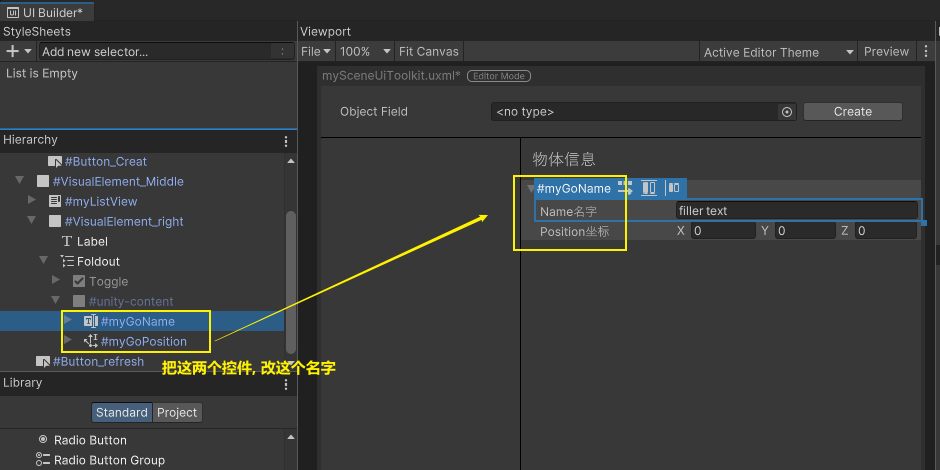 UI Builder*
StyleSheets
Add new selector...
List is Empty
Hierarchy
#Button_Creat
#VisualElement_Middle
#myListView
#VisualElement_right
Label
Foldout
Toggle
#unity-content
#myGoName
#myGoPosition
#Button_refresh
把这两个控件, 改这个名字
Library
Standard
Project
Radio Button
Radio Button Group
Viewport
File
100%
Fit Canvas
Active Editor Theme
Preview
mySceneUiToolkit.uxml*
Editor Mode
Object Field
<no type>
Create
物体信息
#myGoName
Name名字
filler text
Position坐标
X 0 Y 0 Z 0